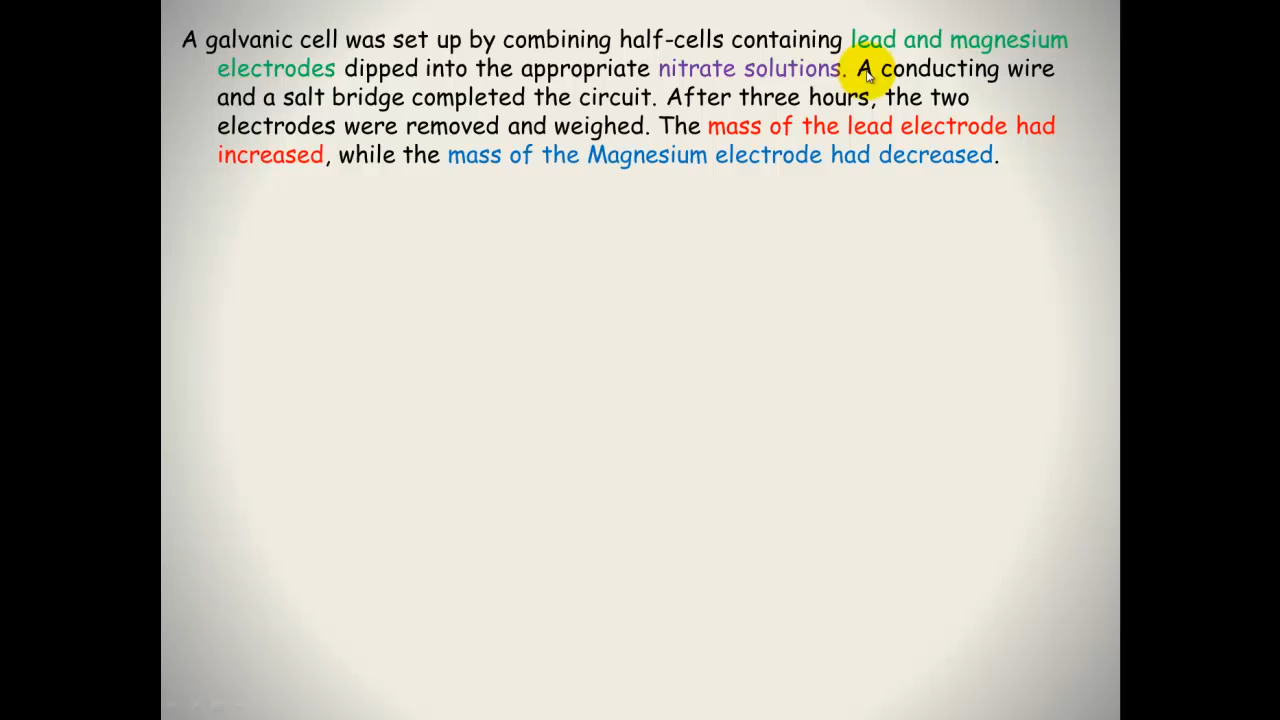 A galvanic cell was set up by combining half-cells containing lead and magnesium
electrodes dipped into the appropriate nitrate solutions. A conducting wire
and a salt bridge completed the circuit. After three hours, the two
electrodes were removed and weighed. The mass of the lead electrode had
increased, while the mass of the Magnesium electrode had decreased.